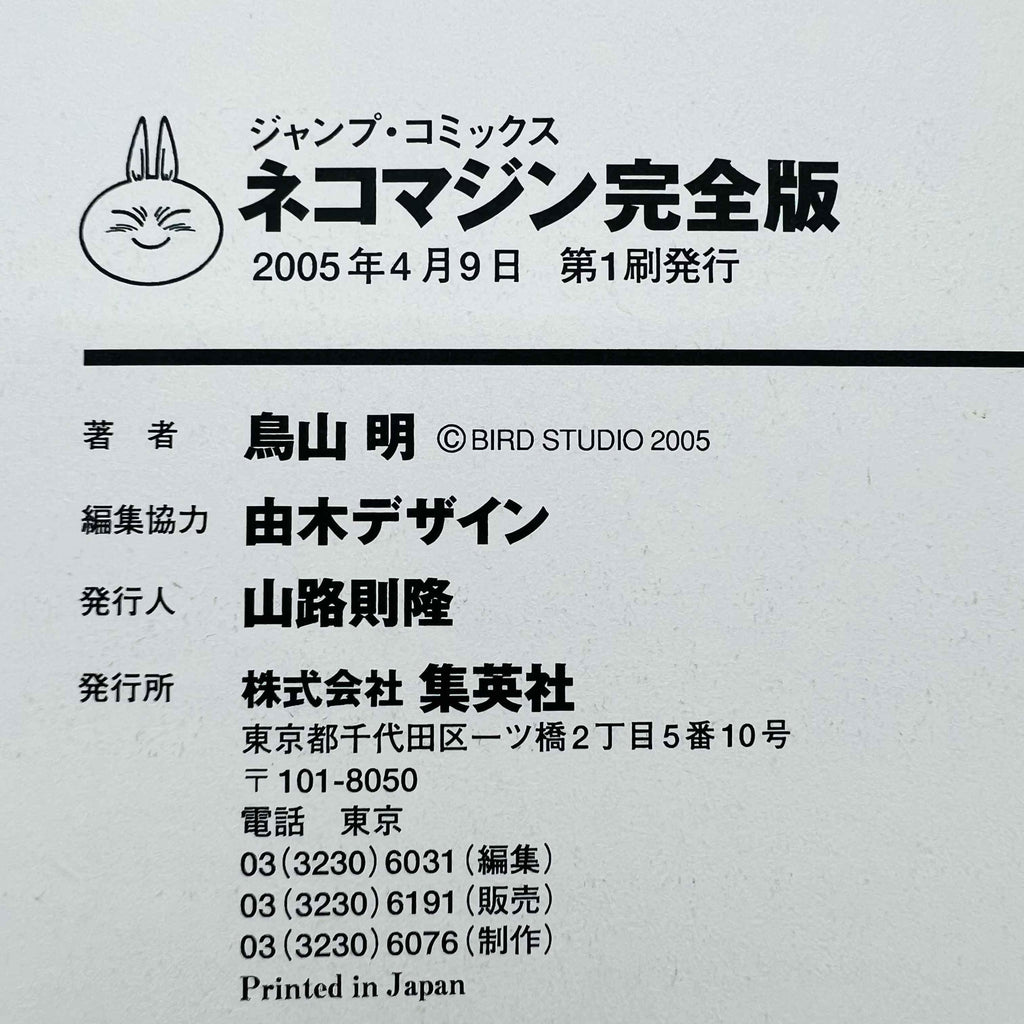 ジャンプ・コミックス
ネコマジン完全版
2005年4月9日　第1刷発行
著　者　鳥山 明 ©BIRD STUDIO 2005
編集協力　由木デザイン
発行人　山路則隆
発行所　株式会社 集英社
東京都千代田区一ツ橋2丁目5番10号
〒101-8050
電話　東京
03(3230)6031(編集)
03(3230)6191(販売)
03(3230)6076(制作)
Printed in Japan